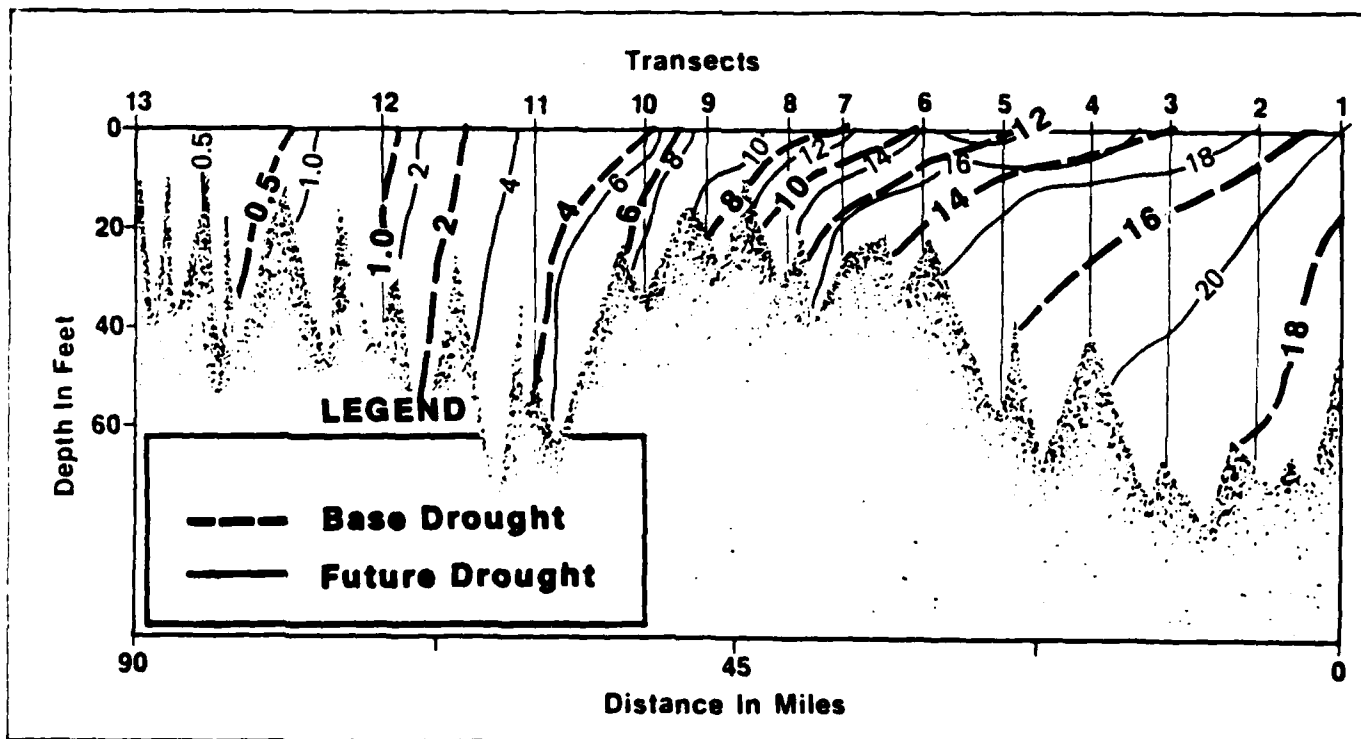 Transects
13 12 11 10 9 8 7 6 5 4 3 2 1
0
20
40
60
Depth In Feet
0.5 0,5 1.0 1.0 2 2 4 4 6 6 8 8 10 10 12 14 16 12 14 18 16 20 18
LEGEND
Base Drought
Future Drought
90 45 0
Distance In Miles